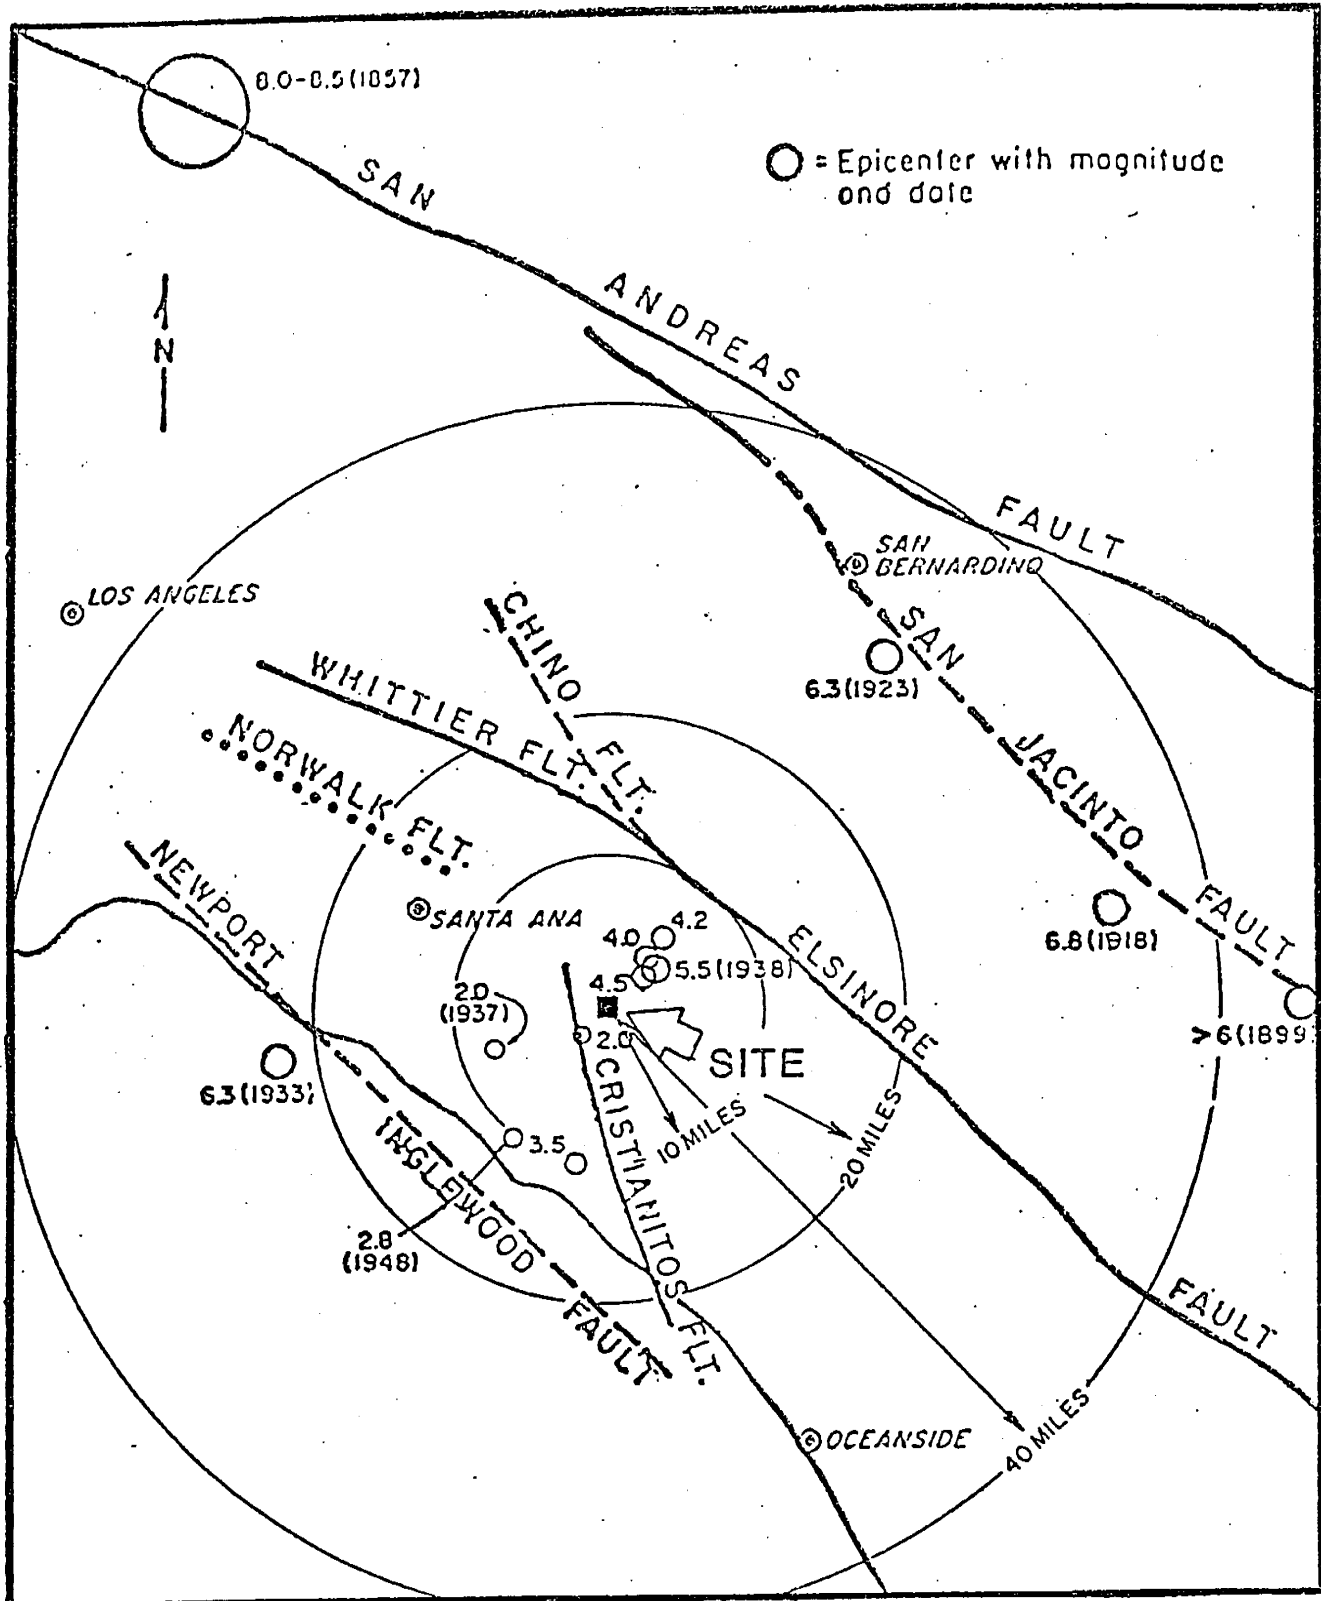 8.0-8.5(1857)
= Epicenter with magnitude
and date
SAN ANDREAS FAULT
N
SAN
BERNARDINO
LOS ANGELES
SAN JACINTO FAULT
6.3(1923)
CHINO FLT.
WHITTIER FLT.
NORWALK FLT.
NEWPORT INGLEWOOD FAULT
SANTA ANA
4.2
4.0
5.5(1938)
4.5
ELSINORE FAULT
6.8(1918)
>6(1899)
2.0
(1937)
2.0
SITE
6.3(1933)
CRISTIANITOS FLT.
10 MILES
20 MILES
3.5
2.8
(1948)
40 MILES
OCEANSIDE